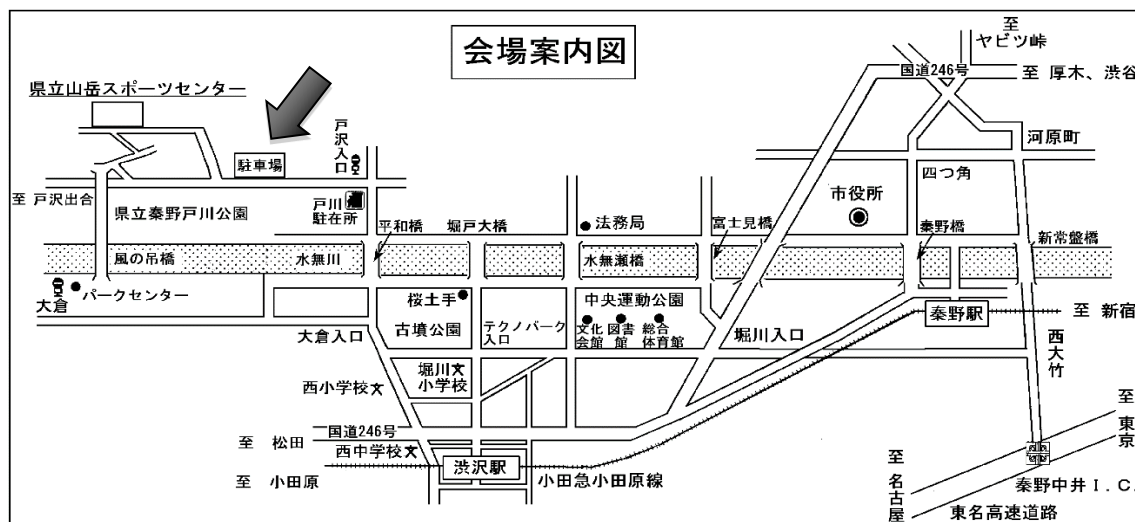 会場案内図
至
ヤビツ峠
国道246号
至 厚木、渋谷
県立山岳スポーツセンター
駐車場
戸沢入口
河原町
四つ角
市役所
至 戸沢出合
県立秦野戸川公園
戸川
駐在所
平和橋
堀戸大橋
法務局
富士見橋
秦野橋
新常盤橋
風の吊橋
水無川
水無瀬橋
大倉
パークセンター
桜土手
古墳公園
テクノパーク
入口
中央運動公園
文化
会館
図書
館
総合
体育館
堀川入口
秦野駅
至 新宿
大倉入口
西大竹
堀川
小学校
西小学校
国道246号
至 松田
西中学校
渋沢駅
至 小田原
小田急小田原線
至 東京
至 名古屋
秦野中井I.C.
東名高速道路